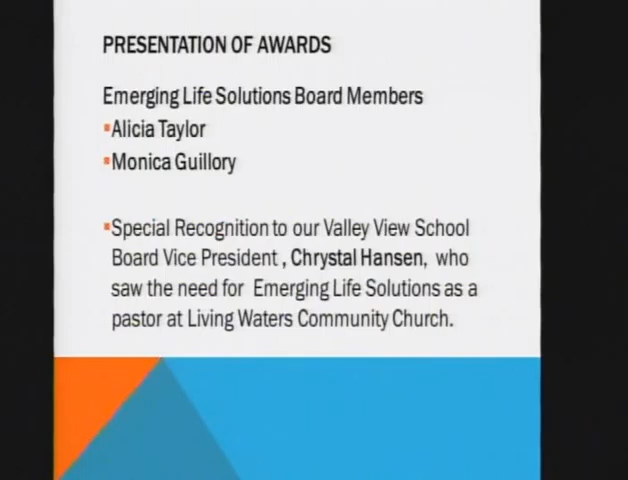 PRESENTATION OF AWARDS
Emerging Life Solutions Board Members
▪Alicia Taylor
▪Monica Guillory
▪Special Recognition to our Valley View School
Board Vice President , Chrystal Hansen, who
saw the need for Emerging Life Solutions as a
pastor at Living Waters Community Church.